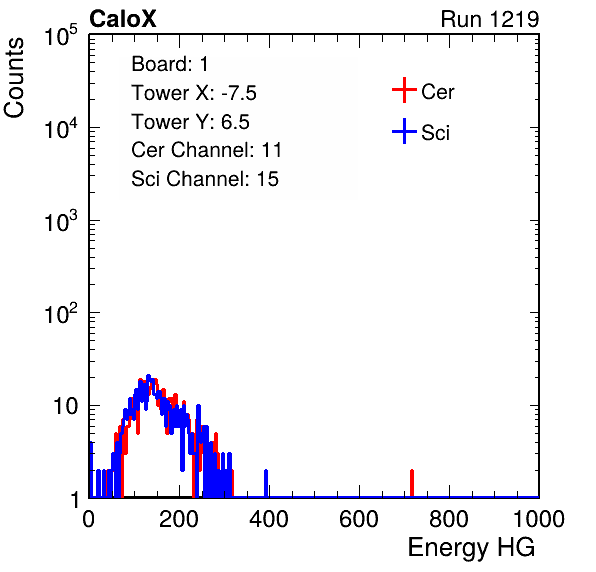 CaloX Run 1219
Counts
Board: 1
Tower X: -7.5
Tower Y: 6.5
Cer Channel: 11
Sci Channel: 15
Cer
Sci
10^5
10^4
10^3
10^2
10
1
0 200 400 600 800 1000
Energy HG